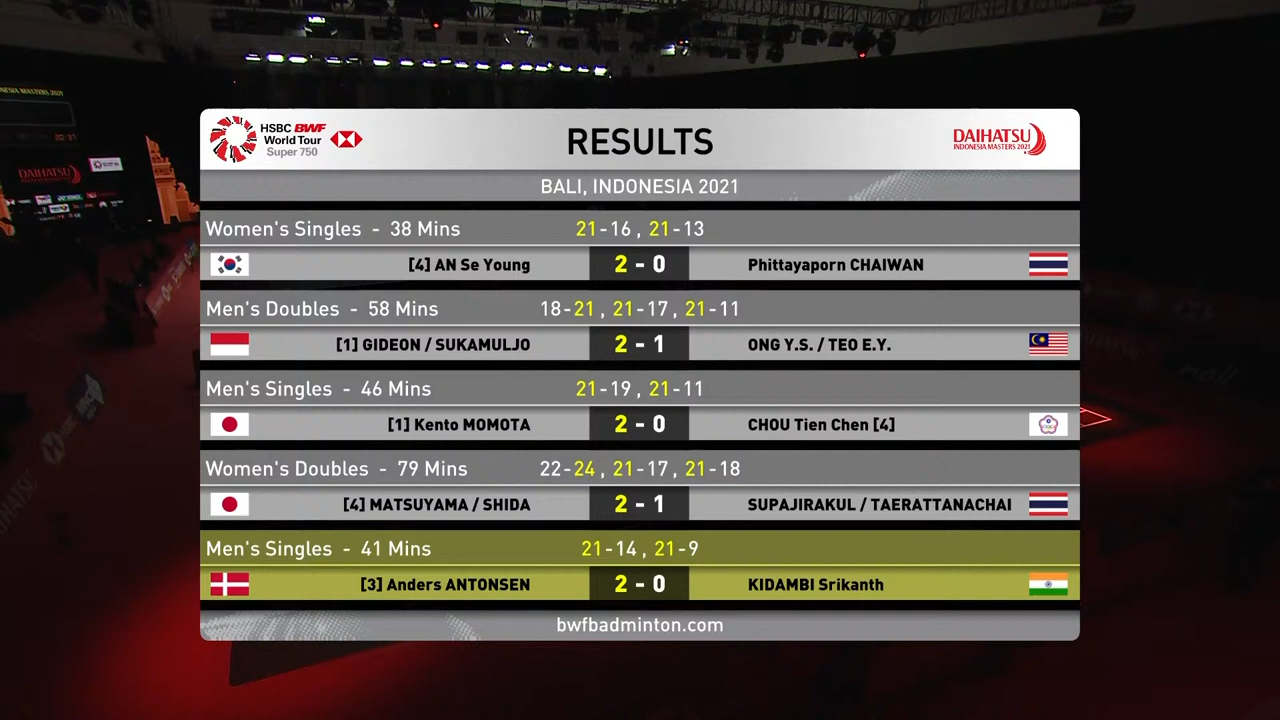 HSBC BWF
World Tour
Super 750
RESULTS
DAIHATSU
INDONESIA MASTERS 2021
BALI, INDONESIA 2021
Women's Singles - 38 Mins 21-16, 21-13
[4] AN Se Young 2 - 0 Phittayaporn CHAIWAN
Men's Doubles - 58 Mins 18-21, 21-17, 21-11
[1] GIDEON / SUKAMULJO 2 - 1 ONG Y.S. / TEO E.Y.
Men's Singles - 46 Mins 21-19, 21-11
[1] Kento MOMOTA 2 - 0 CHOU Tien Chen [4]
Women's Doubles - 79 Mins 22-24, 21-17, 21-18
[4] MATSUYAMA / SHIDA 2 - 1 SUPAJIRAKUL / TAERATTANACHAI
Men's Singles - 41 Mins 21-14, 21-9
[3] Anders ANTONSEN 2 - 0 KIDAMBI Srikanth
bwfbadminton.com
DAIHATSU